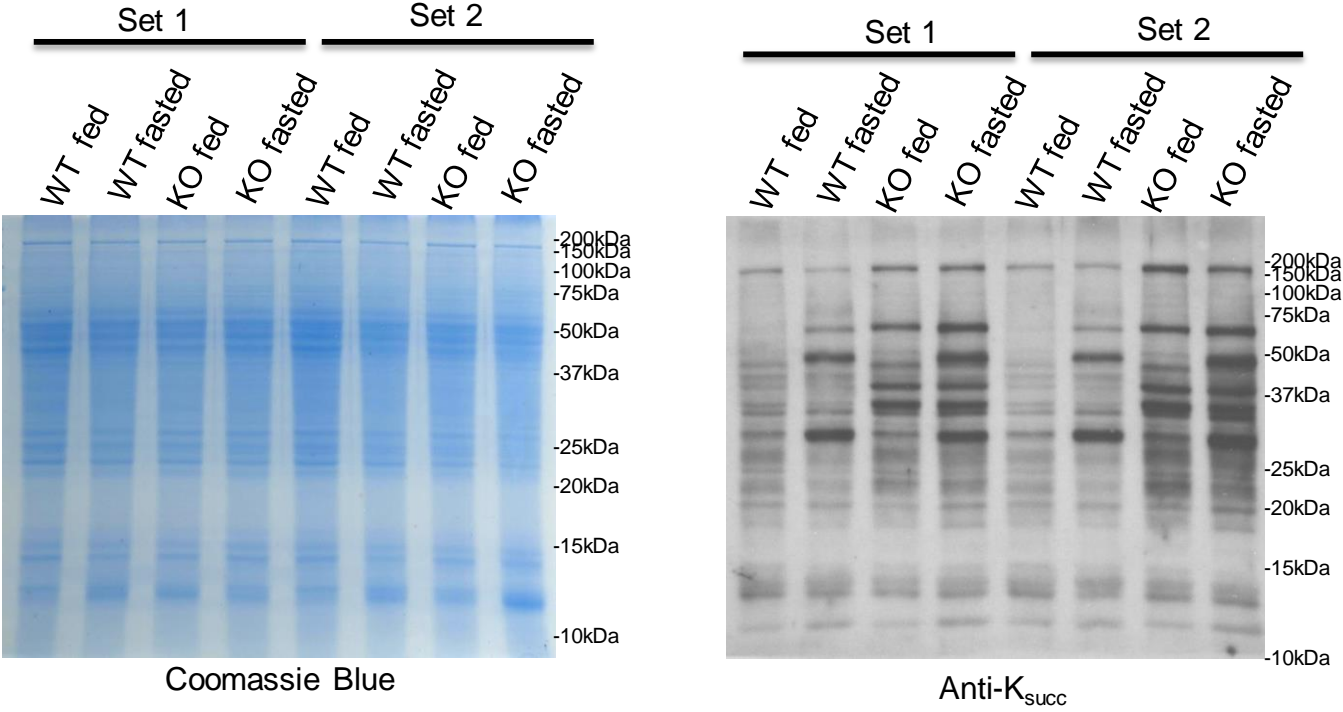 Set 1
Set 2
WT fed
WT fasted
KO fed
KO fasted
WT fed
WT fasted
KO fed
KO fasted
-200kDa
-150kDa
-100kDa
-75kDa
-50kDa
-37kDa
-25kDa
-20kDa
-15kDa
-10kDa
Coomassie Blue
Set 1
Set 2
WT fed
WT fasted
KO fed
KO fasted
WT fed
WT fasted
KO fed
KO fasted
-200kDa
-150kDa
-100kDa
-75kDa
-50kDa
-37kDa
-25kDa
-20kDa
-15kDa
-10kDa
Anti-Ksucc